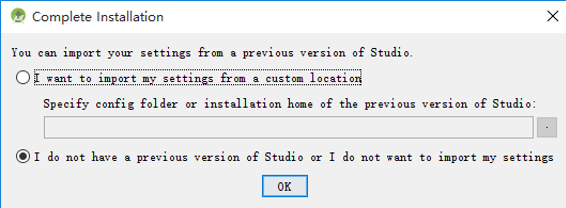 Complete Installation
You can import your settings from a previous version of Studio.
I want to import my settings from a custom location
Specify config folder or installation home of the previous version of Studio:
.
I do not have a previous version of Studio or I do not want to import my settings
OK